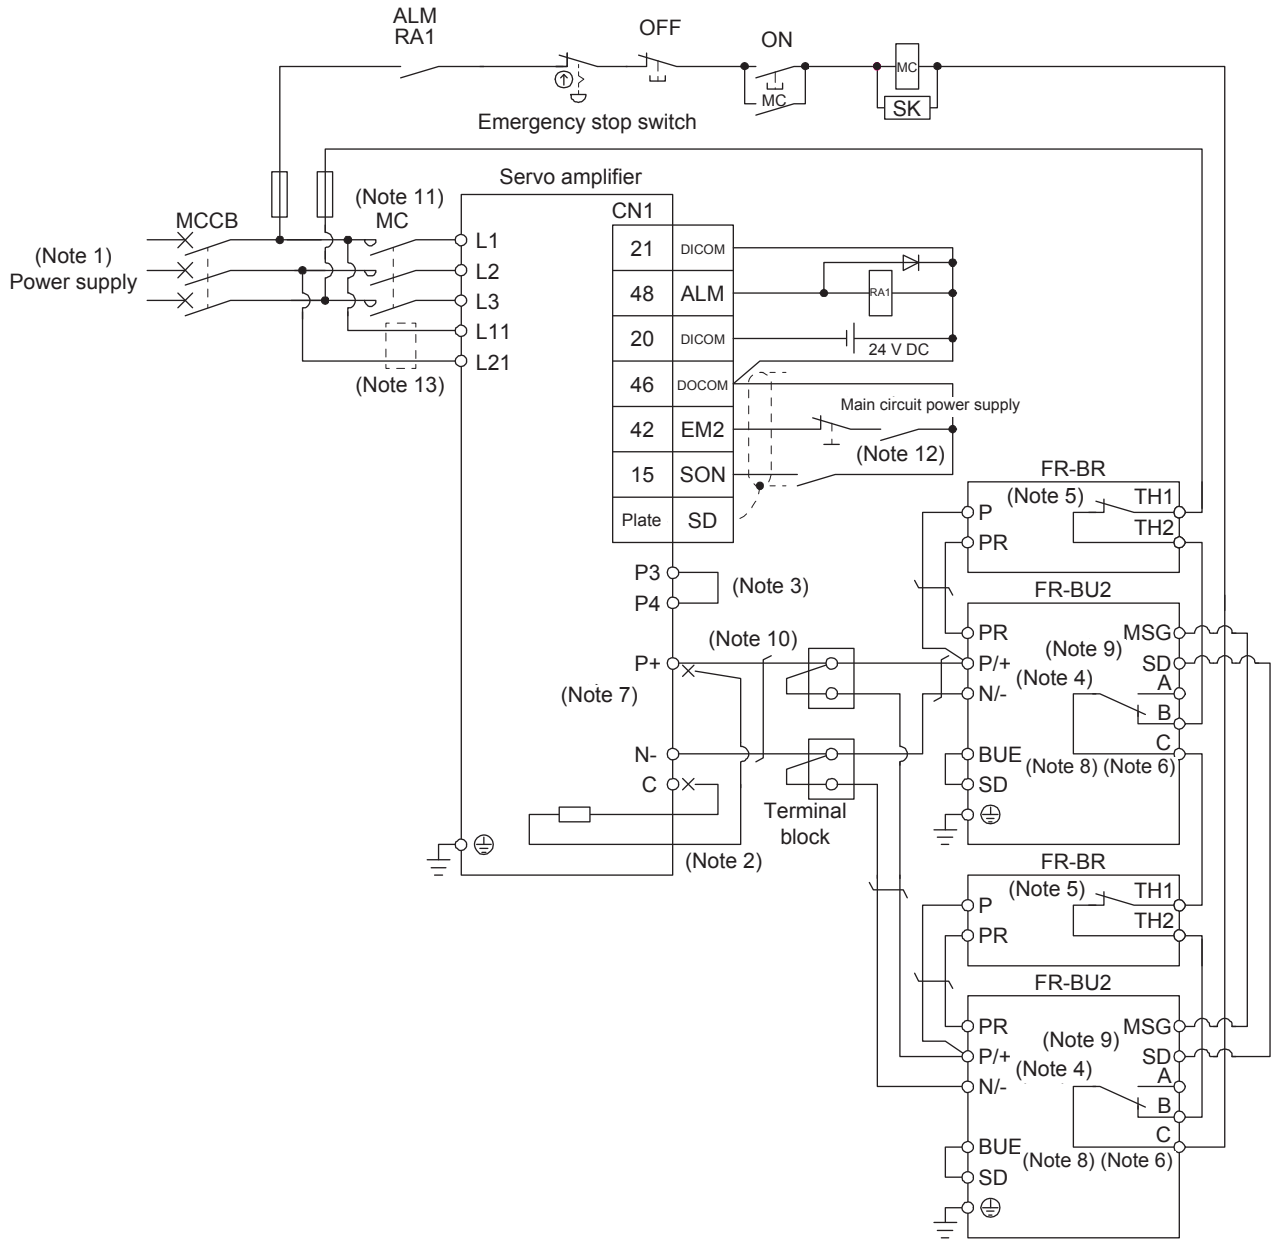 ALM
RA1
OFF
ON
MC
SK
MC
Emergency stop switch
Servo amplifier
(Note 11)
MC
MCCB
(Note 1)
Power supply
L1
L2
L3
L11
L21
(Note 13)
CN1
21 DICOM
48 ALM
RA1
20 DICOM
24 V DC
46 DOCOM
Main circuit power supply
42 EM2
(Note 12)
15 SON
Plate SD
P3
P4
(Note 3)
(Note 10)
P+
(Note 7)
N-
C
(Note 2)
Terminal
block
FR-BR
(Note 5)
P
PR
TH1
TH2
FR-BU2
PR
P/+
N/-
BUE
SD
MSG
(Note 9)
SD
(Note 4)
A
B
C
(Note 8) (Note 6)
FR-BR
(Note 5)
P
PR
TH1
TH2
FR-BU2
PR
P/+
N/-
BUE
SD
MSG
(Note 9)
SD
(Note 4)
A
B
C
(Note 8) (Note 6)